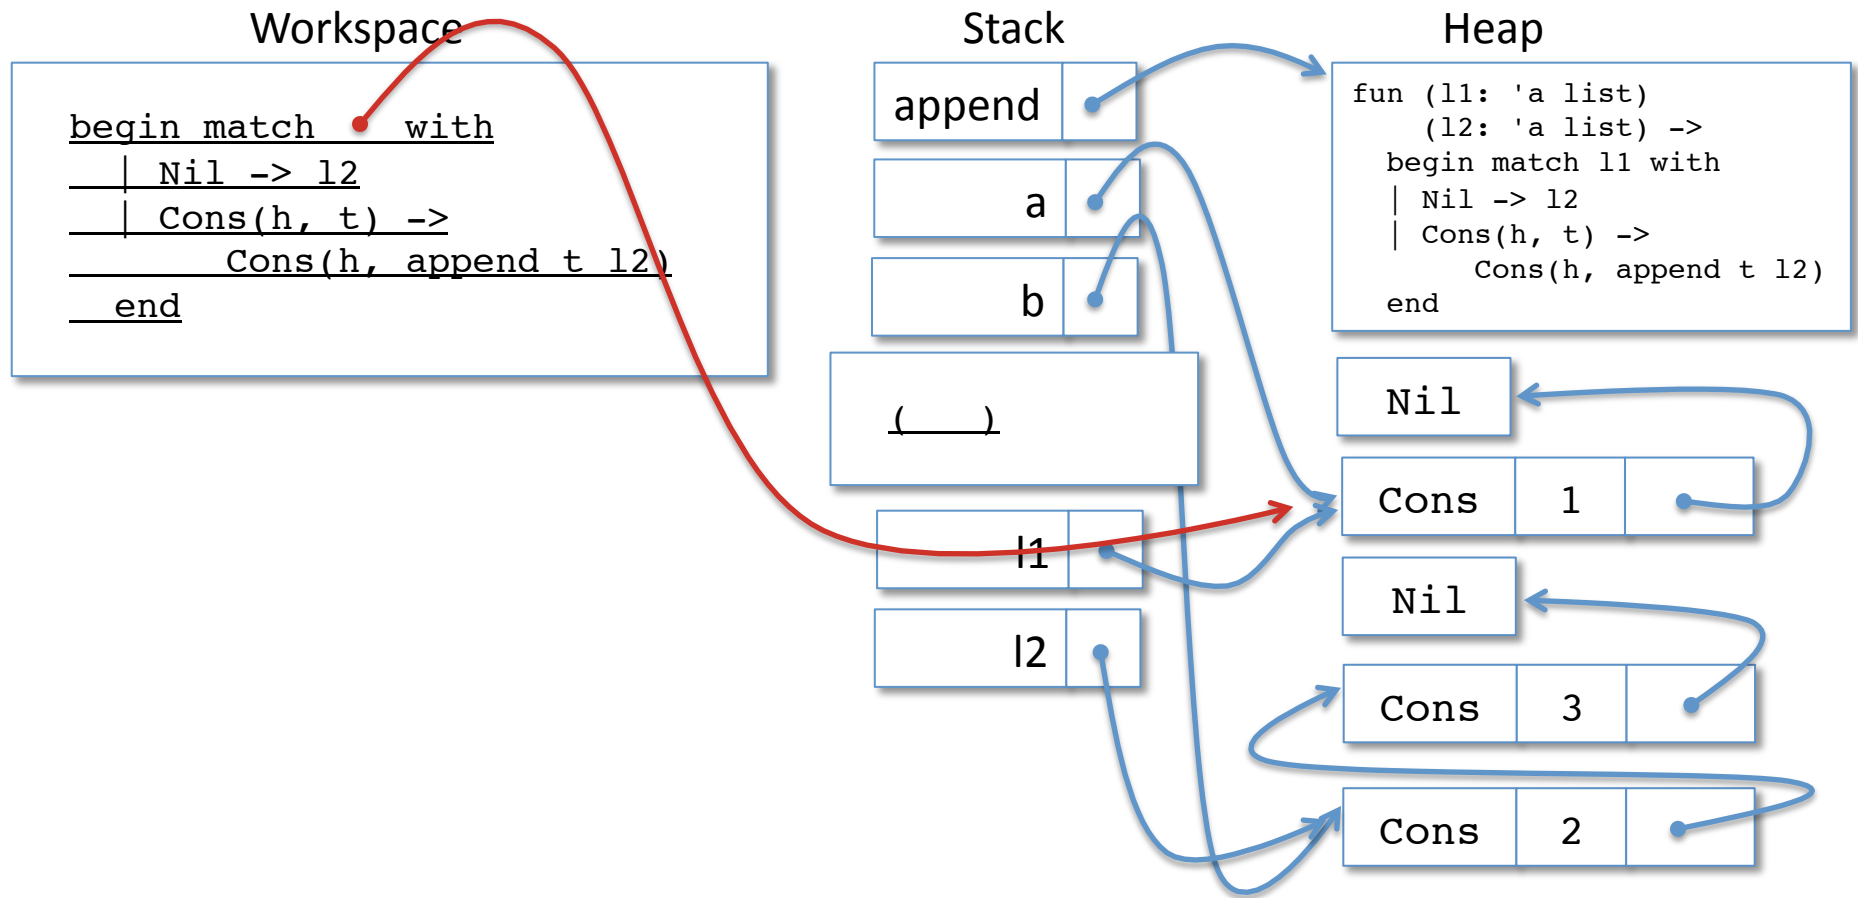 Workspace
begin match with
| Nil -> l2
| Cons(h, t) ->
Cons(h, append t l2)
end
Stack
append
a
b
( )
l1
l2
Heap
fun (l1: 'a list)
(l2: 'a list) ->
begin match l1 with
| Nil -> l2
| Cons(h, t) ->
Cons(h, append t l2)
end
Nil
Cons 1
Nil
Cons 3
Cons 2